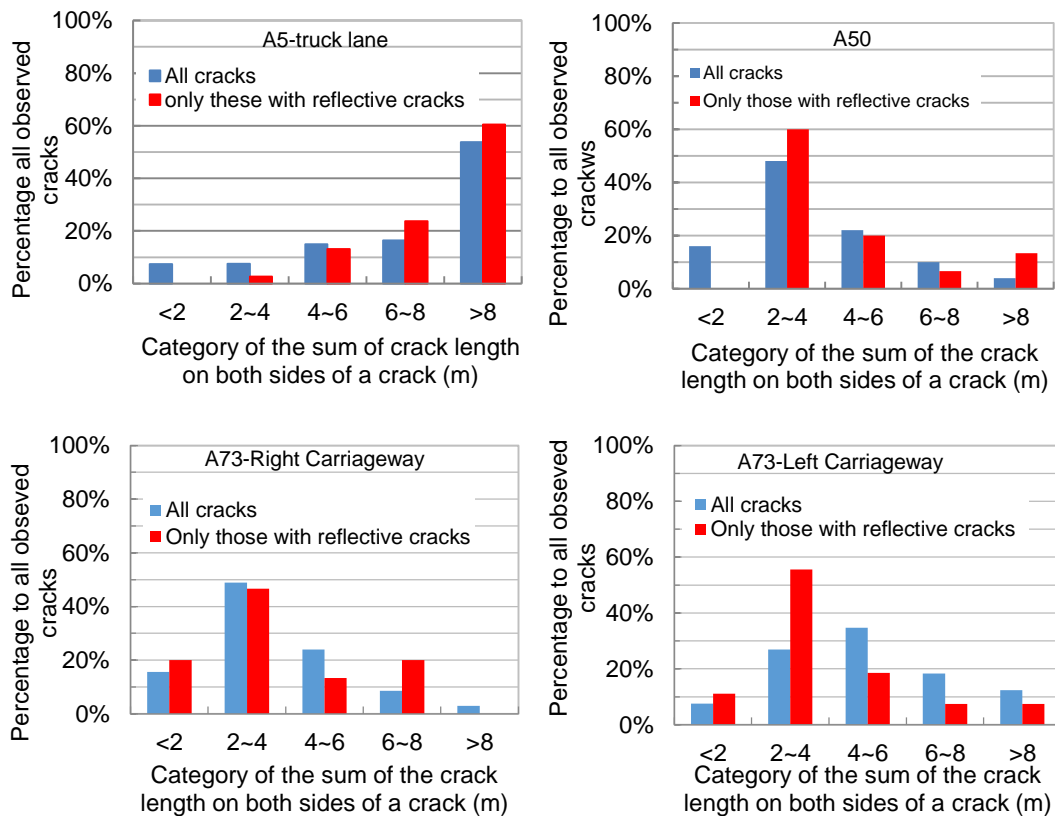 A5-truck lane
All cracks
only these with reflective cracks
100%
80%
60%
40%
20%
0%
Percentage all observed
cracks
<2 2~4 4~6 6~8 >8
Category of the sum of crack length
on both sides of a crack (m)
A50
All cracks
Only those with reflective cracks
100%
80%
60%
40%
20%
0%
Percentage to all observed
crackws
<2 2~4 4~6 6~8 >8
Category of the sum of the crack
length on both sides of a crack (m)
A73-Right Carriageway
All cracks
Only those with reflective cracks
100%
80%
60%
40%
20%
0%
Percentage to all obseved
cracks
<2 2~4 4~6 6~8 >8
Category of the sum of the crack
length on both sides of a crack (m)
A73-Left Carriageway
All cracks
Only those with reflective cracks
100%
80%
60%
40%
20%
0%
Percentage to all observed
cracks
<2 2~4 4~6 6~8 >8
Category of the sum of the crack
length on both sides of a crack (m)